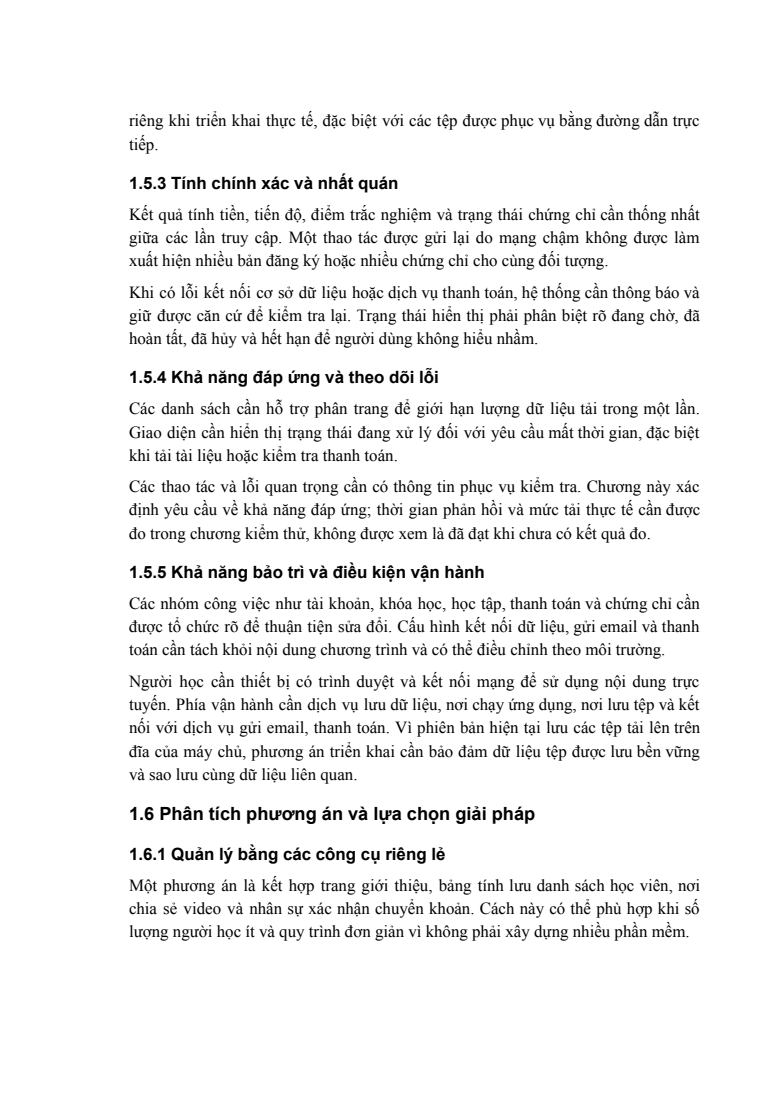 riêng khi triển khai thực tế, đặc biệt với các tệp được phục vụ bằng đường dẫn trực
tiếp.
1.5.3 Tính chính xác và nhất quán
Kết quả tính tiền, tiến độ, điểm trắc nghiệm và trạng thái chứng chỉ cần thống nhất
giữa các lần truy cập. Một thao tác được gửi lại do mạng chậm không được làm
xuất hiện nhiều bản đăng ký hoặc nhiều chứng chỉ cho cùng đối tượng.
Khi có lỗi kết nối cơ sở dữ liệu hoặc dịch vụ thanh toán, hệ thống cần thông báo và
giữ được căn cứ để kiểm tra lại. Trạng thái hiển thị phải phân biệt rõ đang chờ, đã
hoàn tất, đã hủy và hết hạn để người dùng không hiểu nhầm.
1.5.4 Khả năng đáp ứng và theo dõi lỗi
Các danh sách cần hỗ trợ phân trang để giới hạn lượng dữ liệu tải trong một lần.
Giao diện cần hiển thị trạng thái đang xử lý đối với yêu cầu mất thời gian, đặc biệt
khi tải tài liệu hoặc kiểm tra thanh toán.
Các thao tác và lỗi quan trọng cần có thông tin phục vụ kiểm tra. Chương này xác
định yêu cầu về khả năng đáp ứng; thời gian phản hồi và mức tải thực tế cần được
đo trong chương kiểm thử, không được xem là đã đạt khi chưa có kết quả đo.
1.5.5 Khả năng bảo trì và điều kiện vận hành
Các nhóm công việc như tài khoản, khóa học, học tập, thanh toán và chứng chỉ cần
được tổ chức rõ để thuận tiện sửa đổi. Cấu hình kết nối dữ liệu, gửi email và thanh
toán cần tách khỏi nội dung chương trình và có thể điều chỉnh theo môi trường.
Người học cần thiết bị có trình duyệt và kết nối mạng để sử dụng nội dung trực
tuyến. Phía vận hành cần dịch vụ lưu dữ liệu, nơi chạy ứng dụng, nơi lưu tệp và kết
nối với dịch vụ gửi email, thanh toán. Vì phiên bản hiện tại lưu các tệp tải lên trên
đĩa của máy chủ, phương án triển khai cần bảo đảm dữ liệu tệp được lưu bền vững
và sao lưu cùng dữ liệu liên quan.
1.6 Phân tích phương án và lựa chọn giải pháp
1.6.1 Quản lý bằng các công cụ riêng lẻ
Một phương án là kết hợp trang giới thiệu, bảng tính lưu danh sách học viên, nơi
chia sẻ video và nhân sự xác nhận chuyển khoản. Cách này có thể phù hợp khi số
lượng người học ít và quy trình đơn giản vì không phải xây dựng nhiều phần mềm.